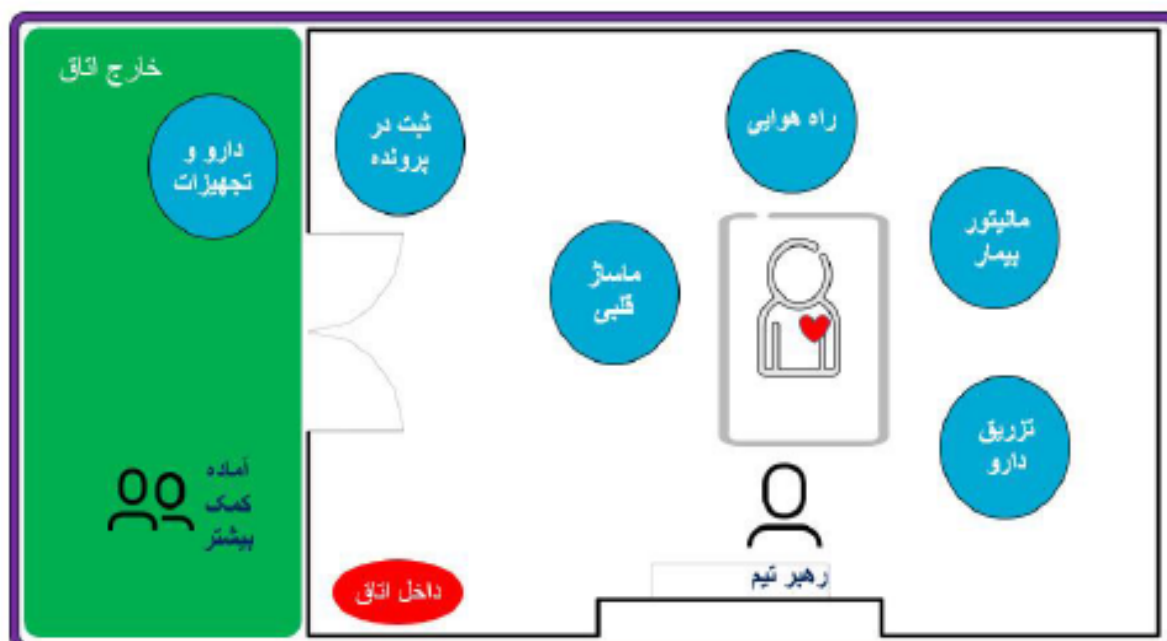 خارج اتاق
دارو و
تجهیزات
ثبت در
پرونده
راه هوایی
مانیتور
بیمار
ماساژ
قلبی
تزریق
دارو
آماده
کمک
بیشتر
رهبر تیم
داخل اتاق